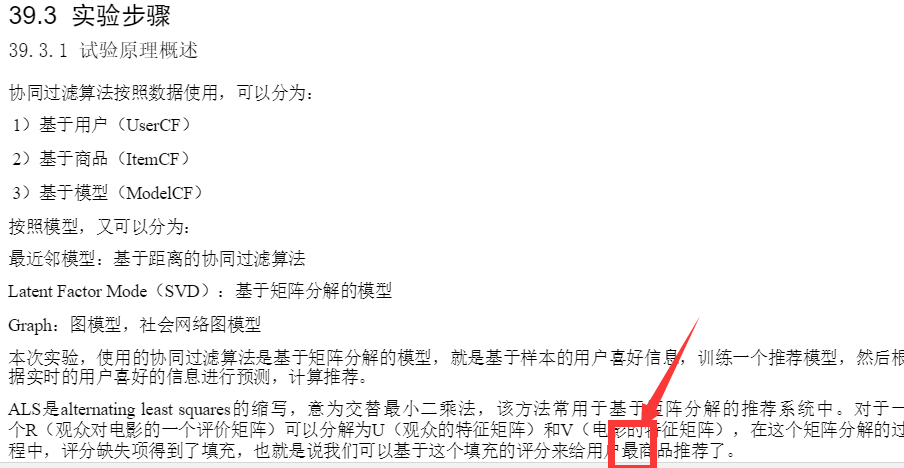 39.3 实验步骤
39.3.1 试验原理概述
协同过滤算法按照数据使用，可以分为：
1）基于用户（UserCF）
2）基于商品（ItemCF）
3）基于模型（ModelCF）
按照模型，又可以分为：
最近邻模型：基于距离的协同过滤算法
Latent Factor Mode（SVD）：基于矩阵分解的模型
Graph：图模型，社会网络图模型
本次实验，使用的协同过滤算法是基于矩阵分解的模型，就是基于样本的用户喜好信息，训练一个推荐模型，然后根
据实时的用户喜好的信息进行预测，计算推荐。
ALS是alternating least squares的缩写，意为交替最小二乘法，该方法常用于基于矩阵分解的推荐系统中。对于一
个R（观众对电影的一个评价矩阵）可以分解为U（观众的特征矩阵）和V（电影的特征矩阵），在这个矩阵分解的过
程中，评分缺失项得到了填充，也就是说我们可以基于这个填充的评分来给用户最商品推荐了。